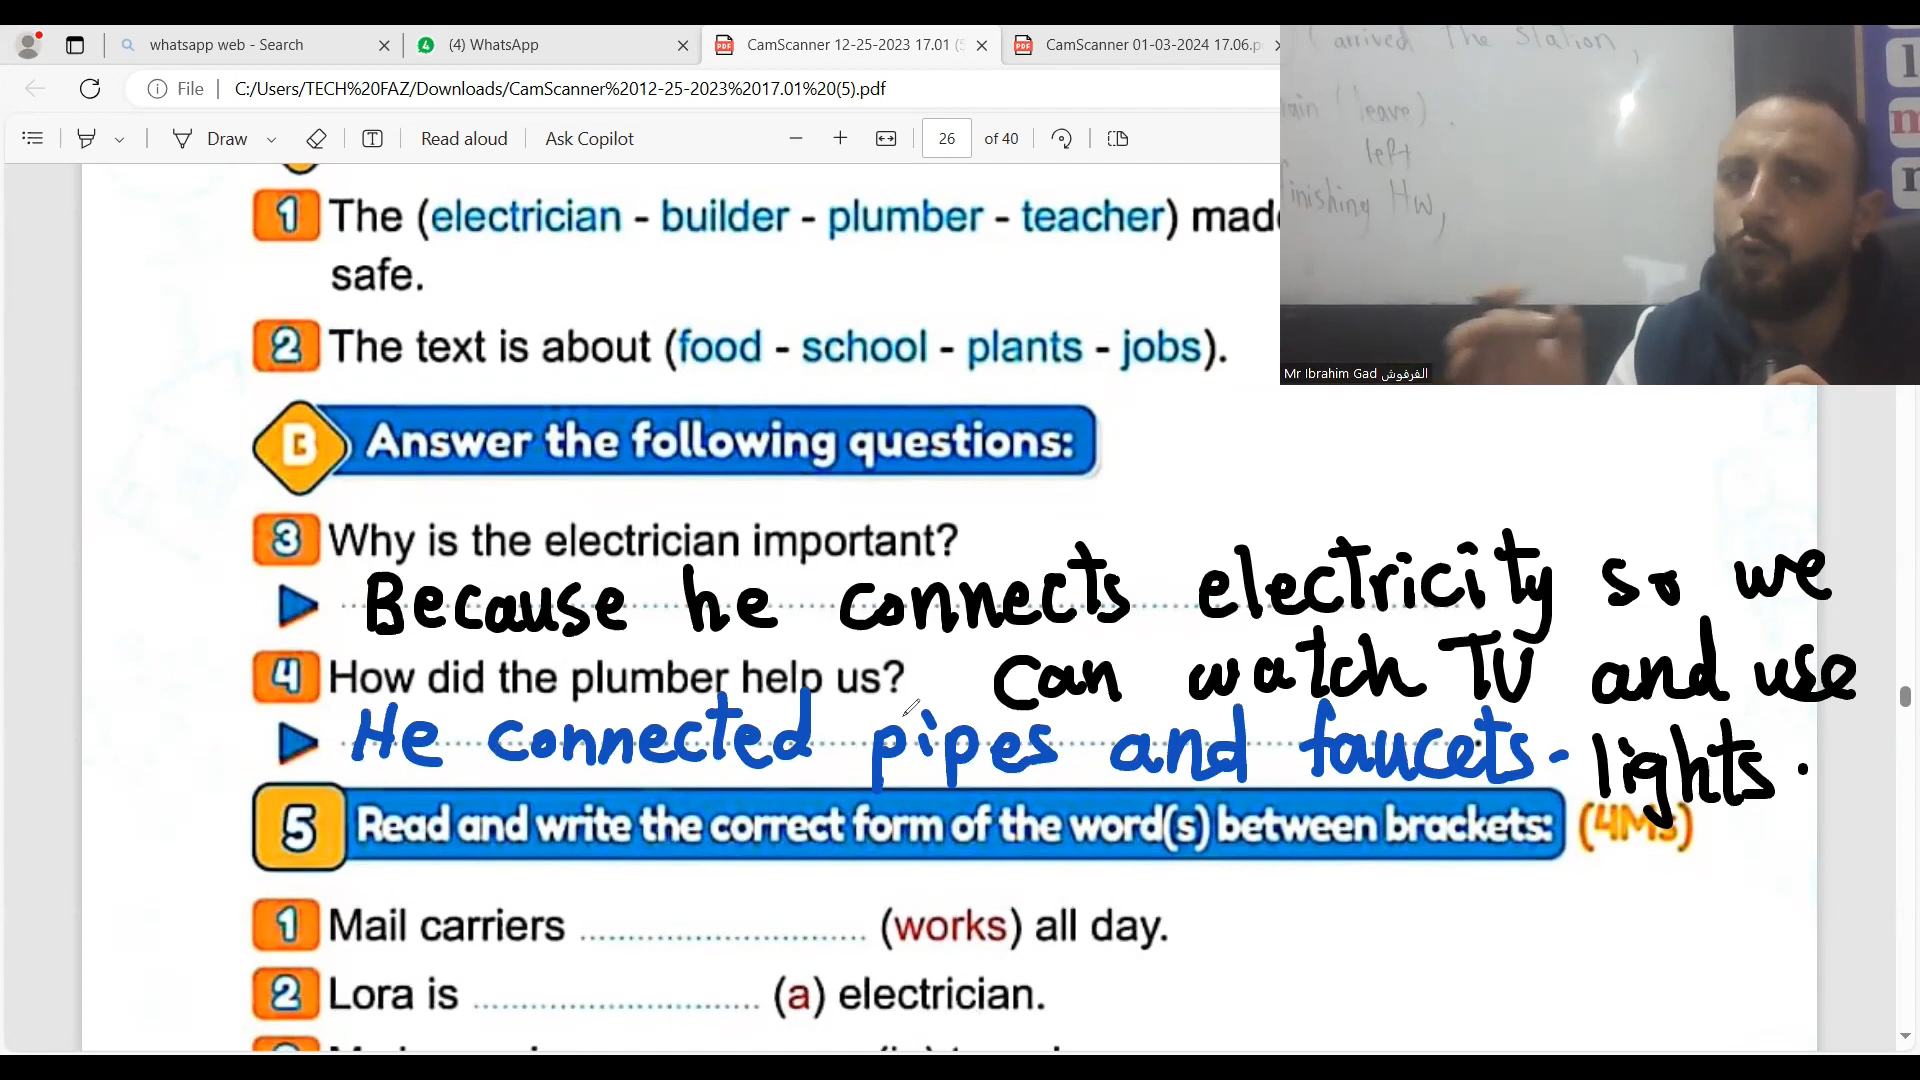 whatsapp web - Search
(4) WhatsApp
CamScanner 12-25-2023 17.01 (5
CamScanner 01-03-2024 17.06.p
File
C:/Users/TECH%20FAZ/Downloads/CamScanner%2012-25-2023%2017.01%20(5).pdf
Draw
Read aloud
Ask Copilot
26 of 40
arrived The Station,
(leave).
left
inishing Hw,
Mr Ibrahim Gad الفرفوش
1 The (electrician - builder - plumber - teacher) made
safe.
2 The text is about (food - school - plants - jobs).
B Answer the following questions:
3 Why is the electrician important?
Because he connects electricity so we
can watch TV and use
lights.
4 How did the plumber help us?
He connected pipes and faucets.
5 Read and write the correct form of the word(s) between brackets: (4Ms)
1 Mail carriers (works) all day.
2 Lora is (a) electrician.